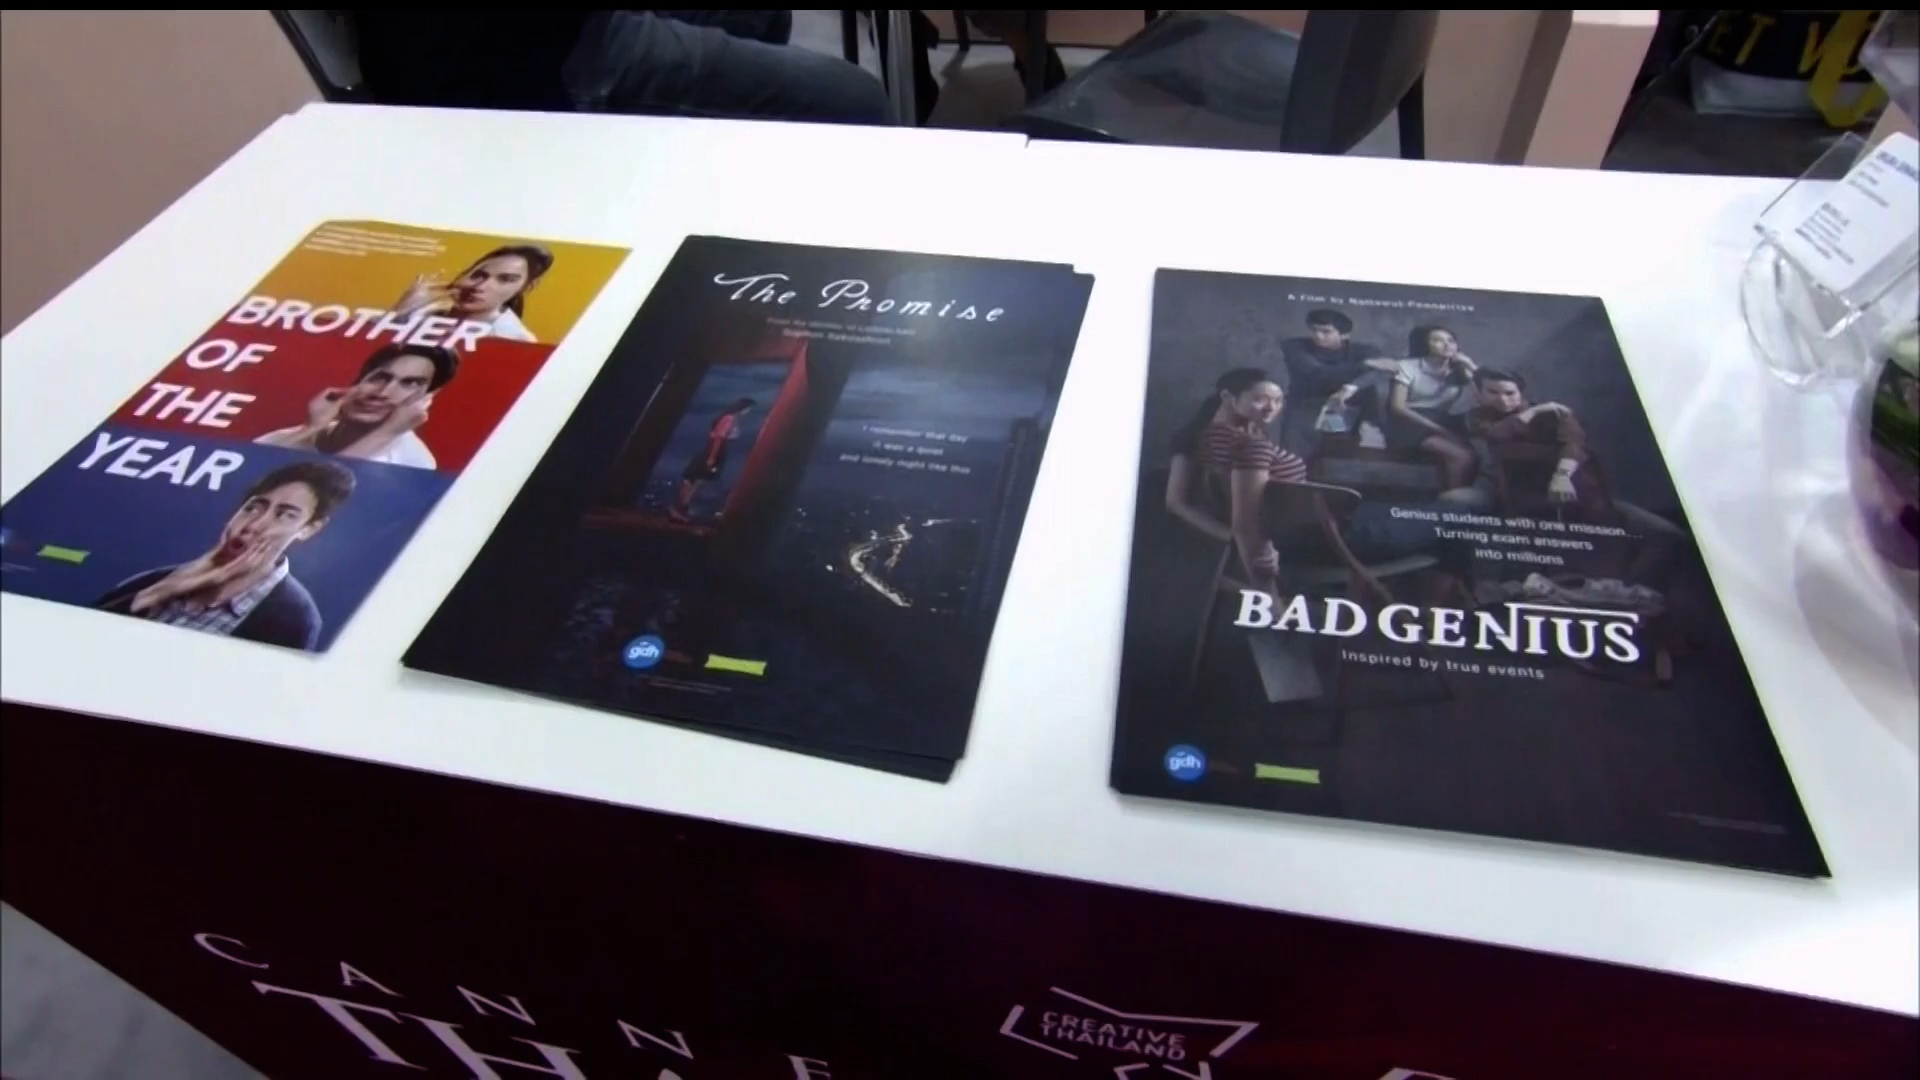 BROTHER
OF
THE
YEAR
The Promise
I remember that day
it was a quiet
and lonely night like this
gdh
A Film by Nattawut Poonpiriya
Genius students with one mission...
Turning exam answers
into millions
BAD GENIUS
Inspired by true events
gdh
CANNE
TH
CREATIVE
THAILAND